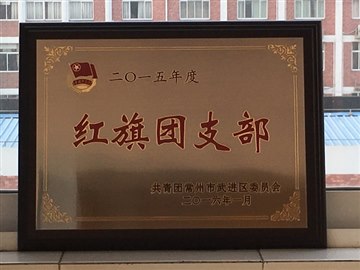 二〇一五年度
红旗团支部
共青团常州市武进区委员会
二〇一六年一月